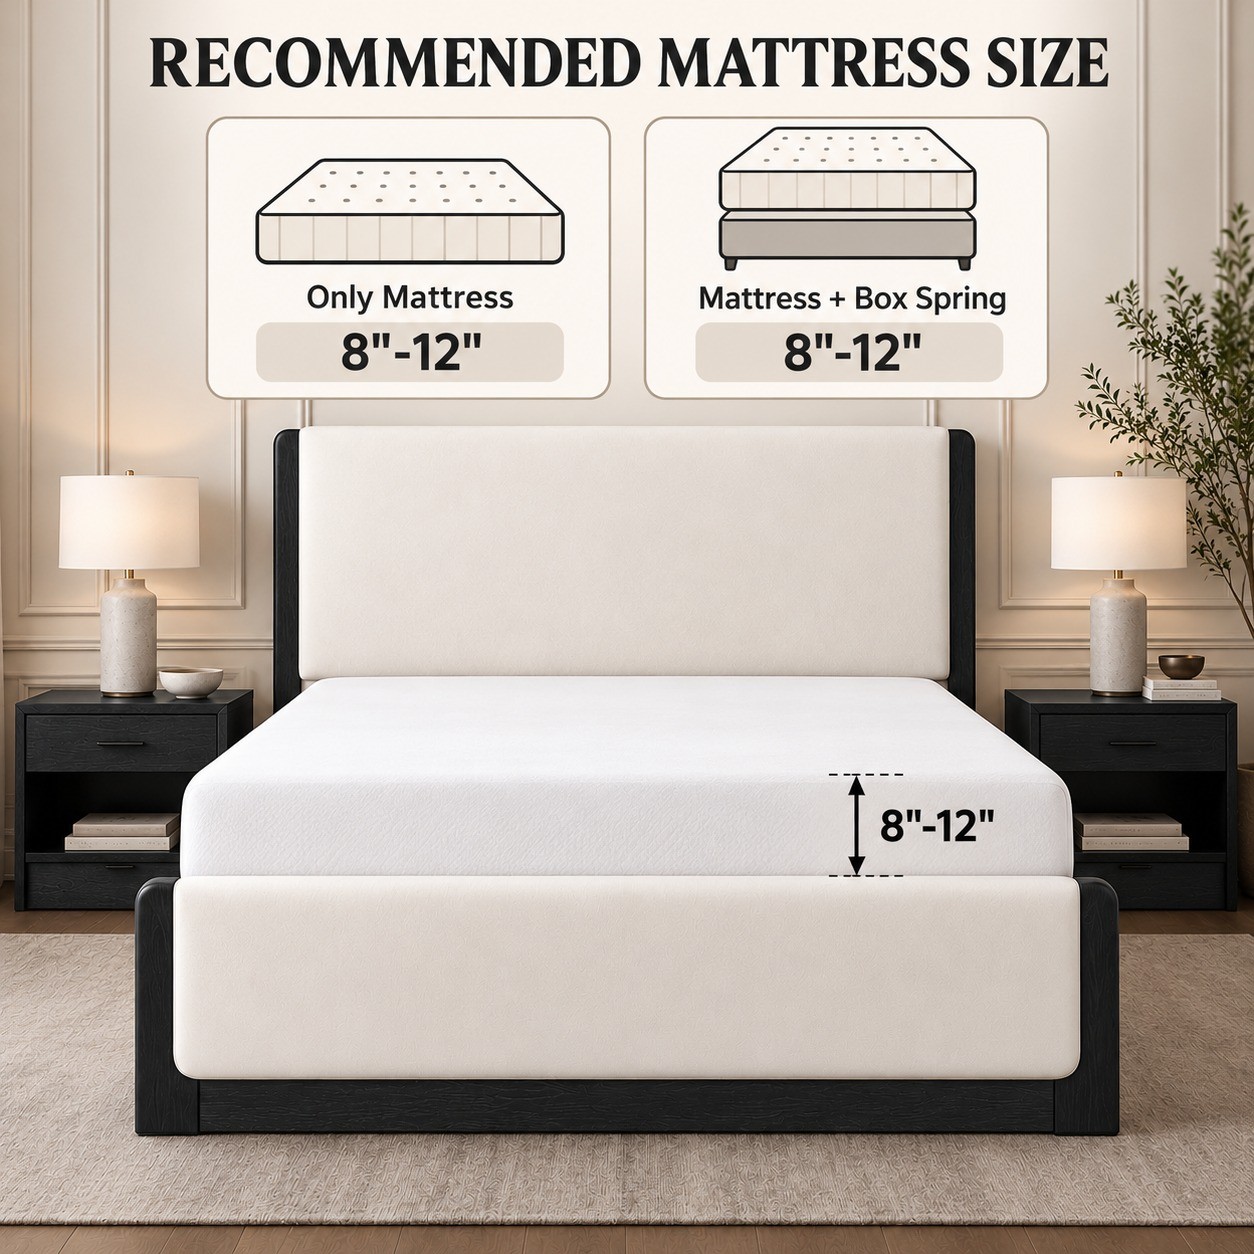 RECOMMENDED MATTRESS SIZE
Only Mattress
8"-12"
Mattress + Box Spring
8"-12"
8"-12"